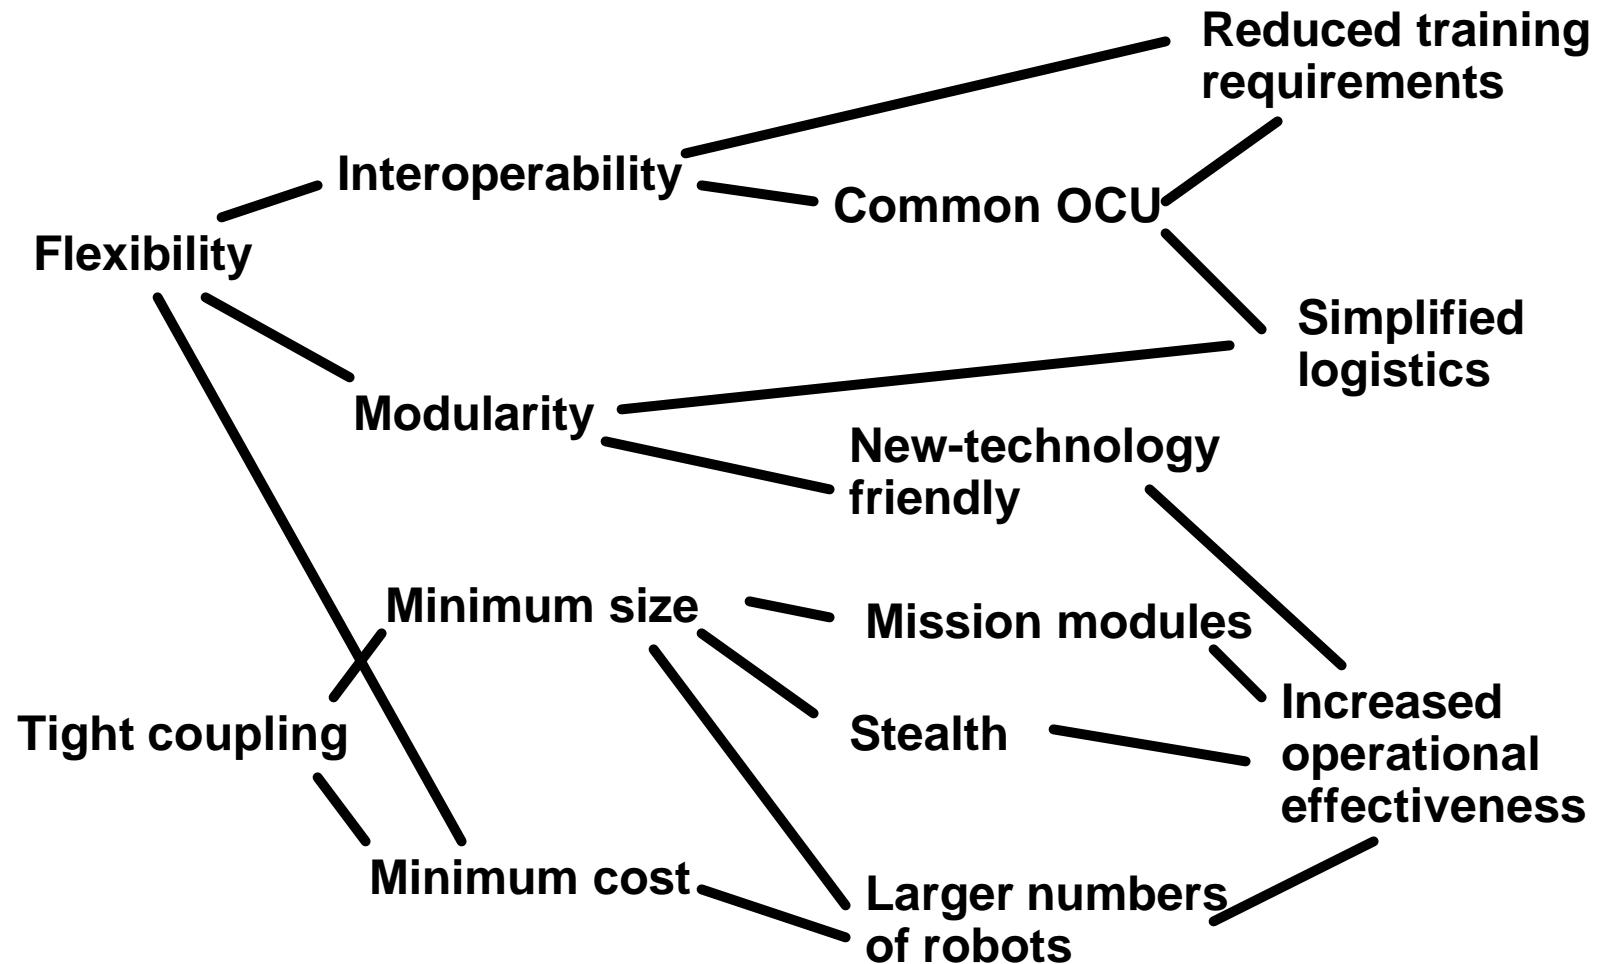 Reduced training
requirements
Interoperability
Common OCU
Flexibility
Simplified
logistics
Modularity
New-technology
friendly
Minimum size
Mission modules
Increased
operational
effectiveness
Tight coupling
Stealth
Minimum cost
Larger numbers
of robots